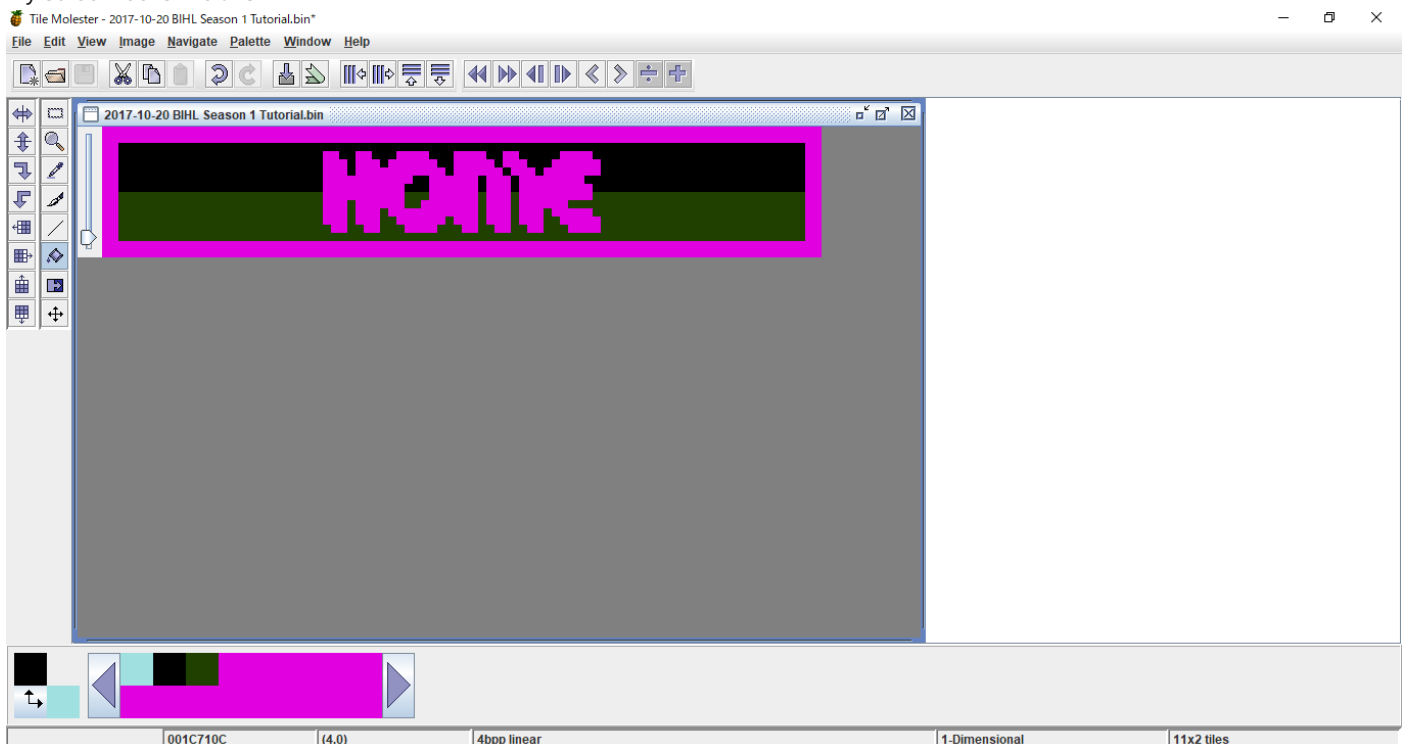 Tile Molester - 2017-10-20 BIHL Season 1 Tutorial.bin*
File Edit View Image Navigate Palette Window Help
2017-10-20 BIHL Season 1 Tutorial.bin
HOME
001C710C (4,0) 4bpp linear 1-Dimensional 11x2 tiles